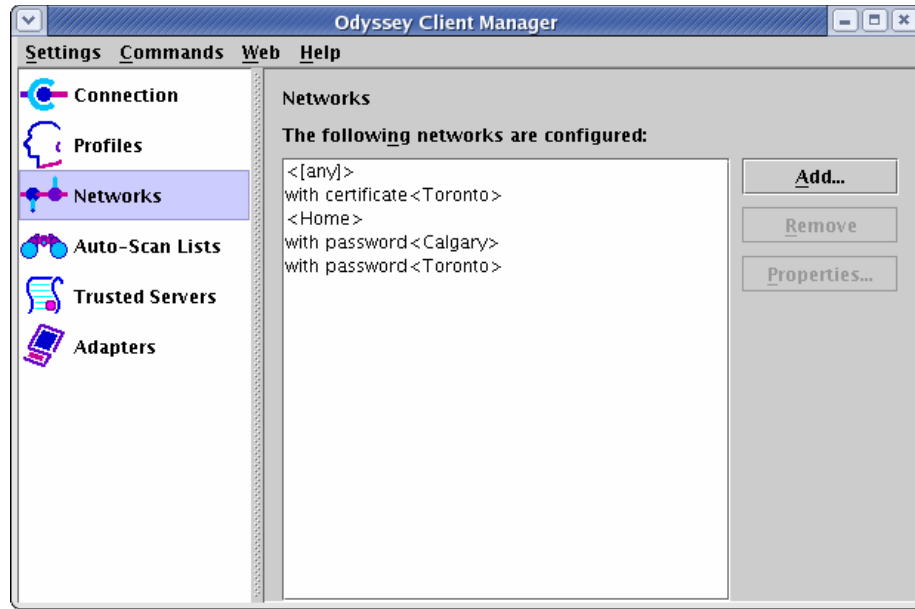 Odyssey Client Manager
Settings Commands Web Help
Connection
Profiles
Networks
Auto-Scan Lists
Trusted Servers
Adapters
Networks
The following networks are configured:
<[any]>
with certificate<Toronto>
<Home>
with password<Calgary>
with password<Toronto>
Add...
Remove
Properties...